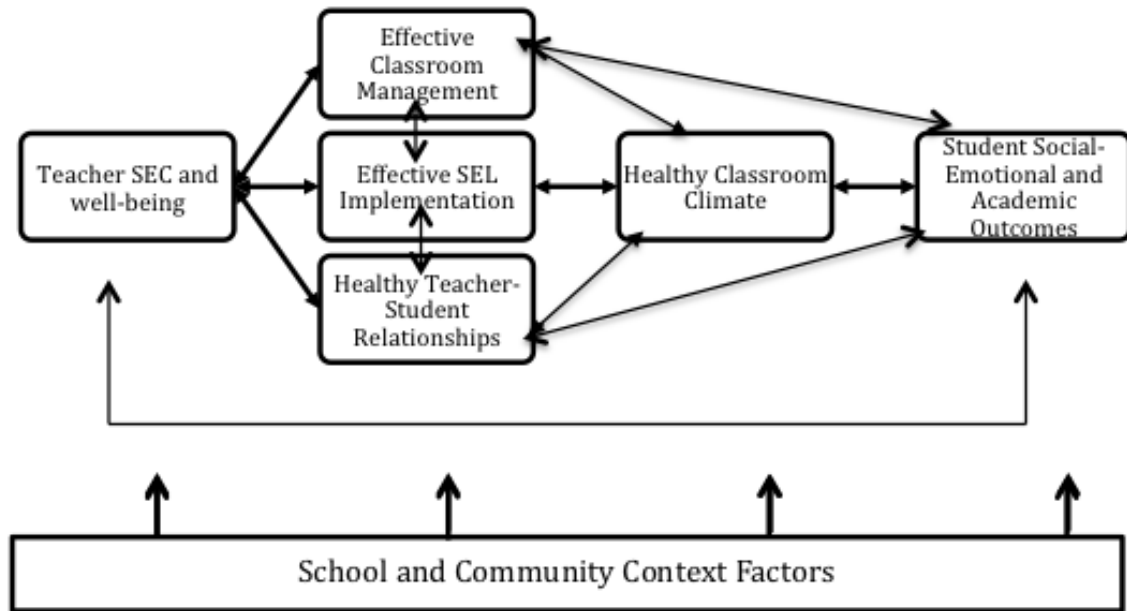 Effective
Classroom
Management
Teacher SEC and
well-being
Effective SEL
Implementation
Healthy Classroom
Climate
Student Social-
Emotional and
Academic
Outcomes
Healthy Teacher-
Student
Relationships
School and Community Context Factors